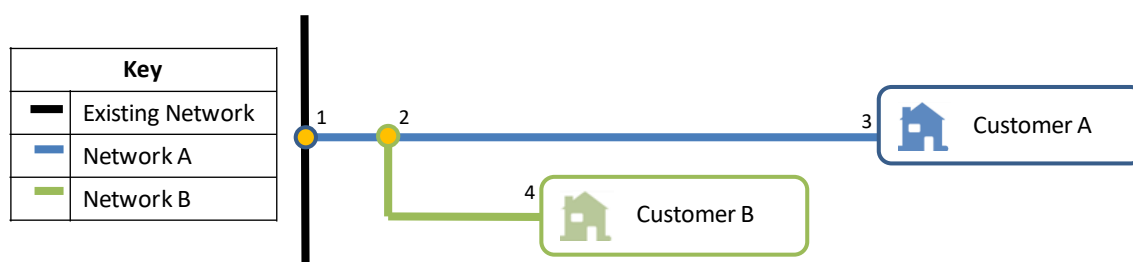 Key
Existing Network
Network A
Network B
1
2
3
Customer A
4
Customer B